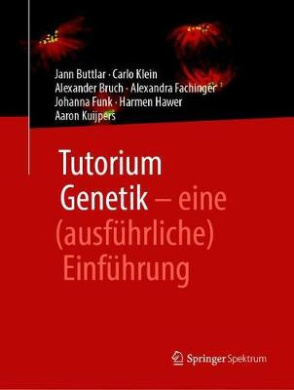 Jann Buttlar · Carlo Klein
Alexander Bruch · Alexandra Fachinger
Johanna Funk · Harmen Hawer
Aaron Kuijpers
Tutorium
Genetik – eine
(ausführliche)
Einführung
Springer Spektrum